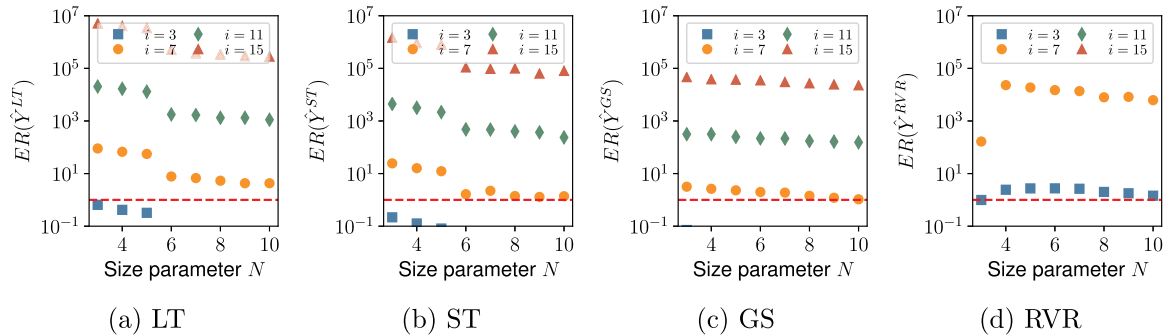 10^7
10^5
10^3
10^1
10^{-1}
ER(Ŷ^{LT})
i = 3 i = 11
i = 7 i = 15
4 6 8 10
Size parameter N
(a) LT
10^7
10^5
10^3
10^1
10^{-1}
ER(Ŷ^{ST})
i = 3 i = 11
i = 7 i = 15
4 6 8 10
Size parameter N
(b) ST
10^7
10^5
10^3
10^1
10^{-1}
ER(Ŷ^{GS})
i = 3 i = 11
i = 7 i = 15
4 6 8 10
Size parameter N
(c) GS
10^7
10^5
10^3
10^1
10^{-1}
ER(Ŷ^{RVR})
i = 3 i = 11
i = 7 i = 15
4 6 8 10
Size parameter N
(d) RVR